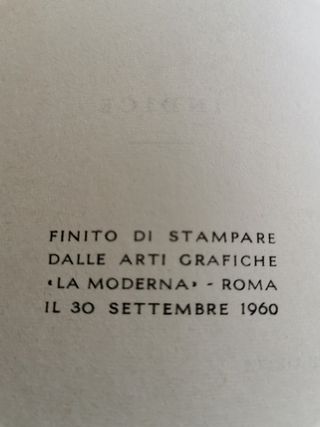 FINITO DI STAMPARE
DALLE ARTI GRAFICHE
«LA MODERNA» - ROMA
IL 30 SETTEMBRE 1960